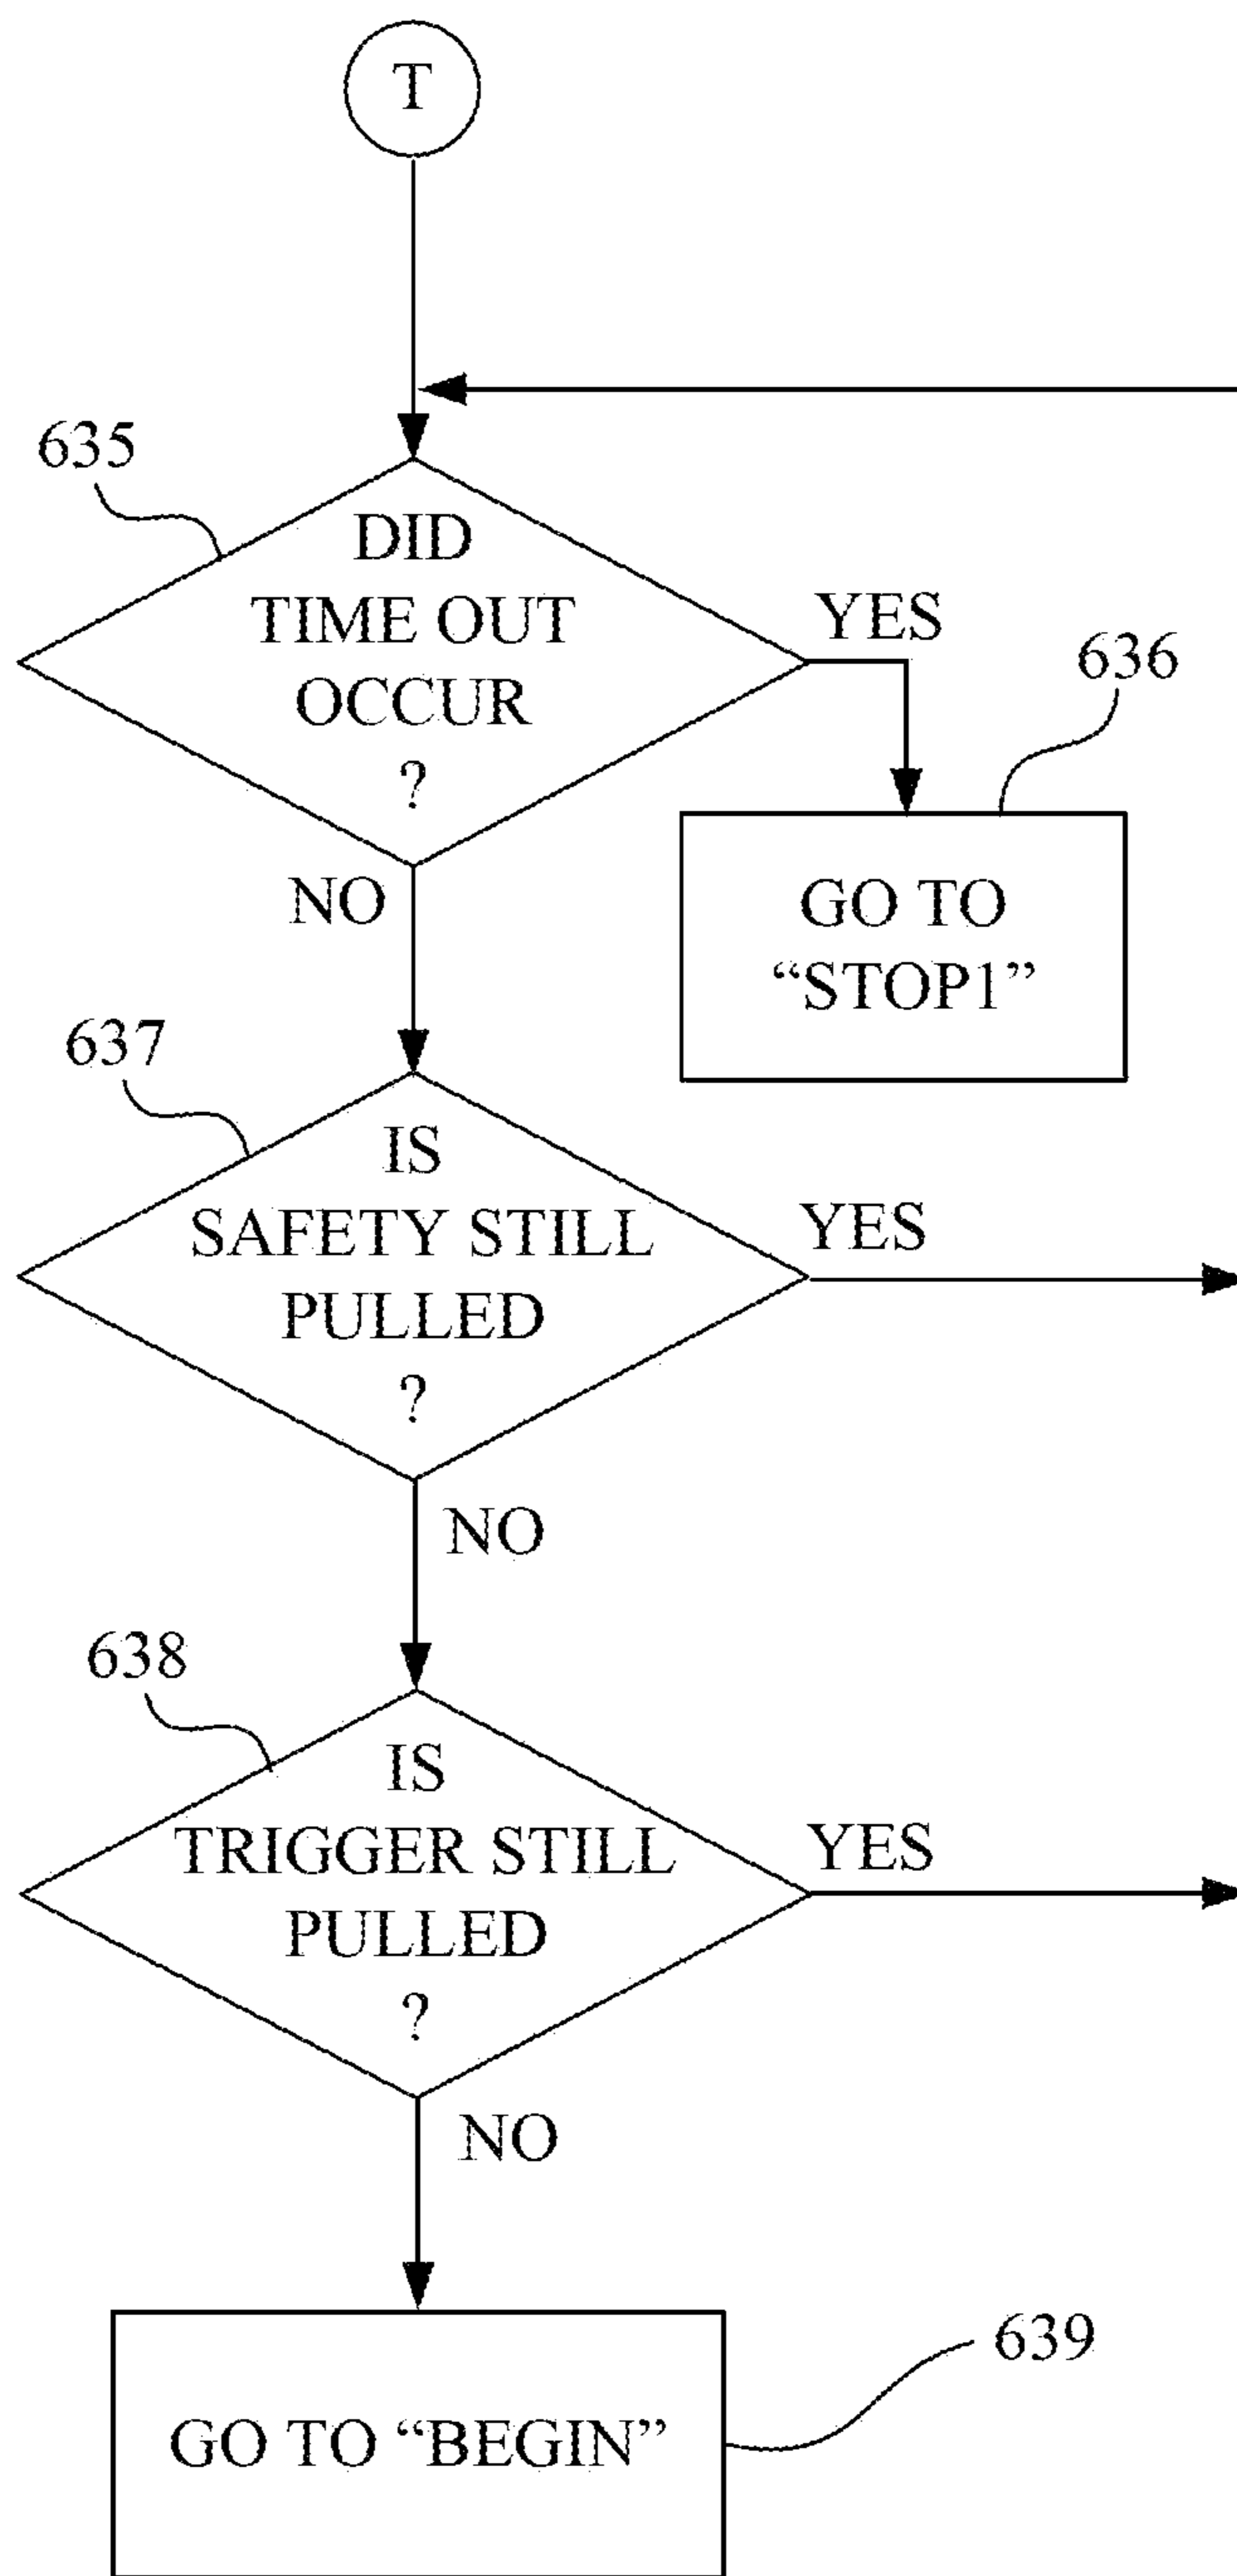 T
635
DID
TIME OUT
OCCUR
?
YES
636
NO
GO TO
“STOP1”
637
IS
SAFETY STILL
PULLED
?
YES
NO
638
IS
TRIGGER STILL
PULLED
?
YES
NO
639
GO TO “BEGIN”